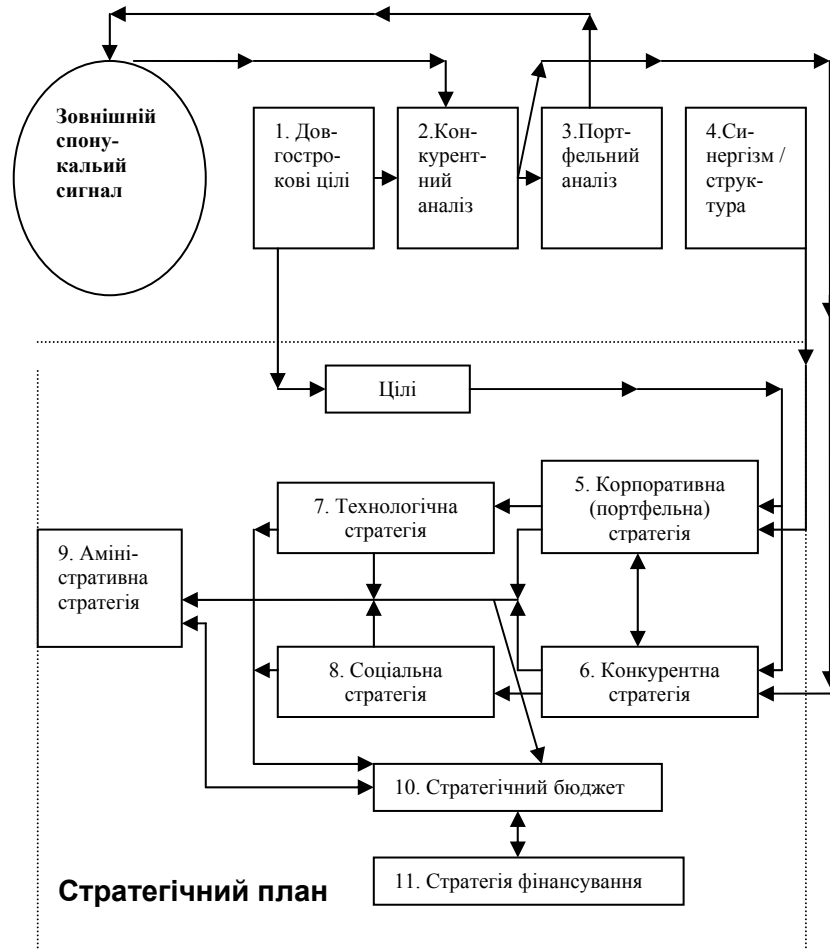 Зовнішній
спону-
кальий
сигнал
1. Дов-
гостро-
кові цілі
2.Кон-
курент-
ний
аналіз
3.Порт-
фельний
аналіз
4.Си-
нергізм /
струк-
тура
Цілі
5. Корпоративна
(портфельна)
стратегія
7. Технологічна
стратегія
9. Аміні-
стративна
стратегія
8. Соціальна
стратегія
6. Конкурентна
стратегія
10. Стратегічний бюджет
11. Стратегія фінансування
Стратегічний план